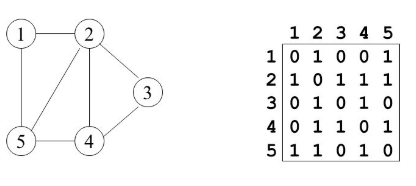 1 2
3
5 4
1 2 3 4 5
1 0 1 0 0 1
2 1 0 1 1 1
3 0 1 0 1 0
4 0 1 1 0 1
5 1 1 0 1 0